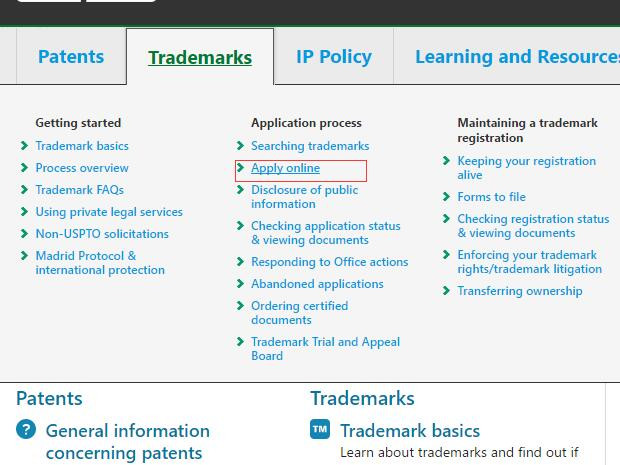 Patents
Trademarks
IP Policy
Learning and Resources
Getting started
Trademark basics
Process overview
Trademark FAQs
Using private legal services
Non-USPTO solicitations
Madrid Protocol &
international protection
Application process
Searching trademarks
Apply online
Disclosure of public
information
Checking application status
& viewing documents
Responding to Office actions
Abandoned applications
Ordering certified
documents
Trademark Trial and Appeal
Board
Maintaining a trademark
registration
Keeping your registration
alive
Forms to file
Checking registration status
& viewing documents
Enforcing your trademark
rights/trademark litigation
Transferring ownership
Patents
?
General information
concerning patents
Trademarks
TM
Trademark basics
Learn about trademarks and find out if